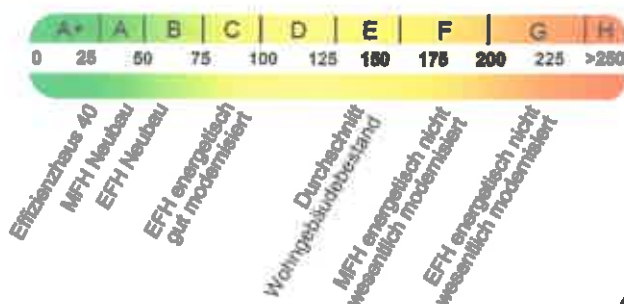 A+ A B C D E F G H
0 25 50 75 100 125 150 175 200 225 >250
Effizienzhaus 40
MFH Neubau
EFH Neubau
EFH energetisch
gut modernisiert
Durchschnitt
Wohngebäudebestand
MFH energetisch nicht
wesentlich modernisiert
EFH energetisch nicht
wesentlich modernisiert